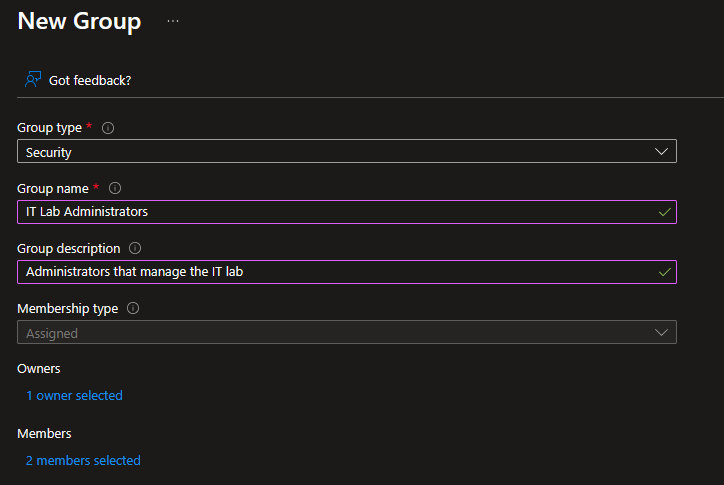 New Group ...
Got feedback?
Group type *
Security
Group name *
IT Lab Administrators
Group description
Administrators that manage the IT lab
Membership type
Assigned
Owners
1 owner selected
Members
2 members selected